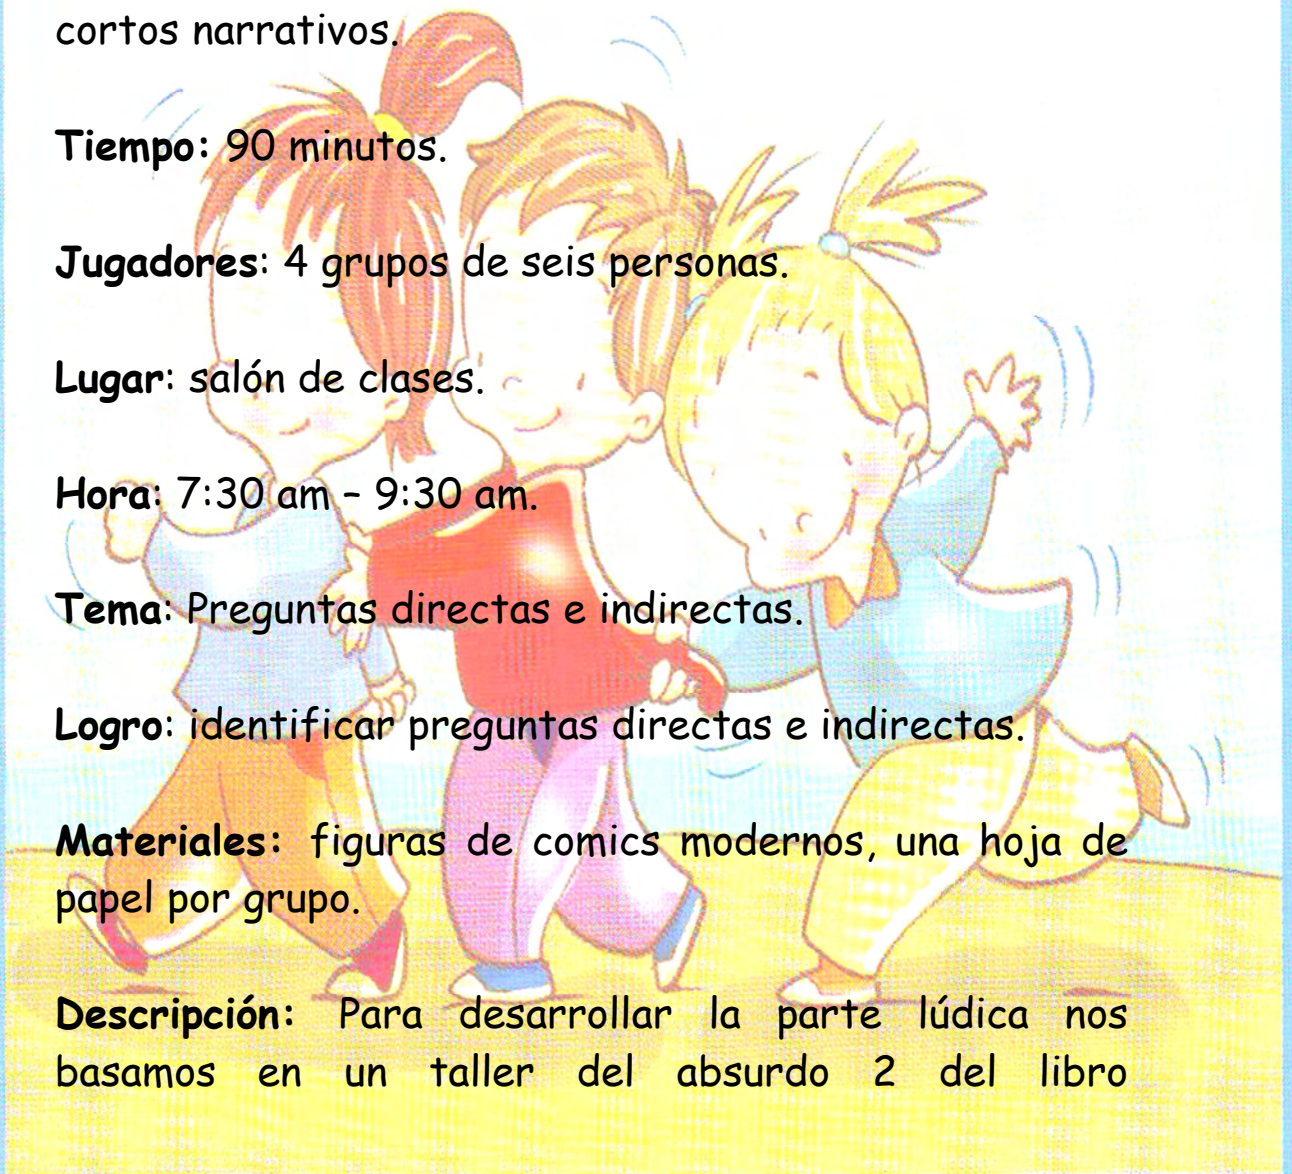 cortos narrativos.
Tiempo: 90 minutos.
Jugadores: 4 grupos de seis personas.
Lugar: salón de clases.
Hora: 7:30 am – 9:30 am.
Tema: Preguntas directas e indirectas.
Logro: identificar preguntas directas e indirectas.
Materiales: figuras de comics modernos, una hoja de
papel por grupo.
Descripción: Para desarrollar la parte lúdica nos
basamos en un taller del absurdo 2 del libro